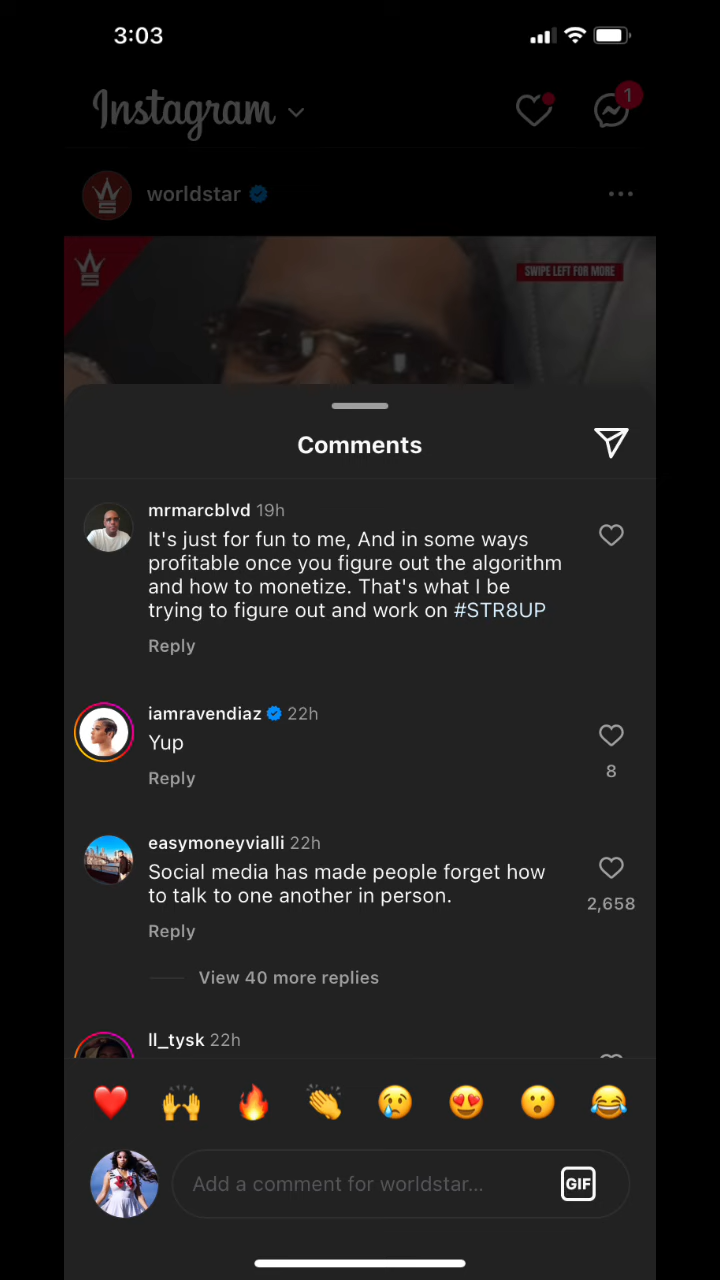 3:03
Instagram
1
worldstar
SWIPE LEFT FOR MORE
Comments
mrmarcblvd 19h
It's just for fun to me, And in some ways
profitable once you figure out the algorithm
and how to monetize. That's what I be
trying to figure out and work on #STR8UP
Reply
iamravendiaz 22h
Yup
8
Reply
easymoneyvialli 22h
Social media has made people forget how
to talk to one another in person.
2,658
Reply
View 40 more replies
ll_tysk 22h
Add a comment for worldstar...
GIF